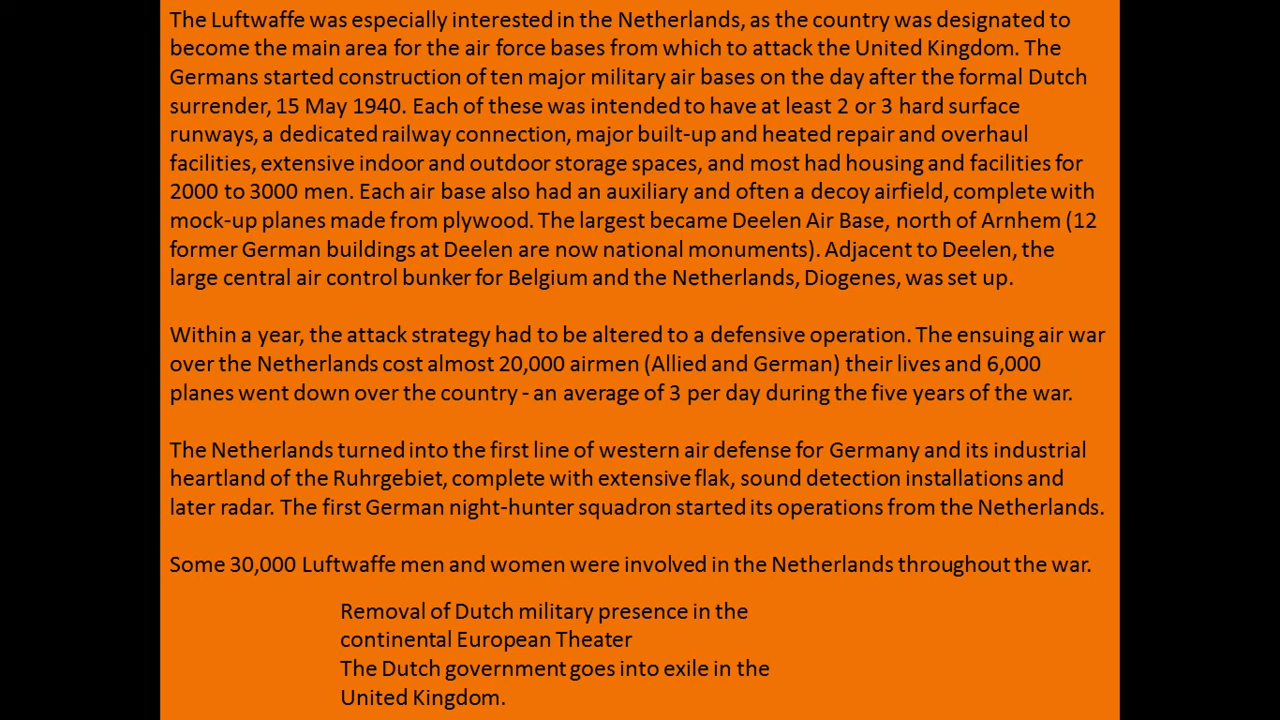 The Luftwaffe was especially interested in the Netherlands, as the country was designated to
become the main area for the air force bases from which to attack the United Kingdom. The
Germans started construction of ten major military air bases on the day after the formal Dutch
surrender, 15 May 1940. Each of these was intended to have at least 2 or 3 hard surface
runways, a dedicated railway connection, major built-up and heated repair and overhaul
facilities, extensive indoor and outdoor storage spaces, and most had housing and facilities for
2000 to 3000 men. Each air base also had an auxiliary and often a decoy airfield, complete with
mock-up planes made from plywood. The largest became Deelen Air Base, north of Arnhem (12
former German buildings at Deelen are now national monuments). Adjacent to Deelen, the
large central air control bunker for Belgium and the Netherlands, Diogenes, was set up.
Within a year, the attack strategy had to be altered to a defensive operation. The ensuing air war
over the Netherlands cost almost 20,000 airmen (Allied and German) their lives and 6,000
planes went down over the country - an average of 3 per day during the five years of the war.
The Netherlands turned into the first line of western air defense for Germany and its industrial
heartland of the Ruhrgebiet, complete with extensive flak, sound detection installations and
later radar. The first German night-hunter squadron started its operations from the Netherlands.
Some 30,000 Luftwaffe men and women were involved in the Netherlands throughout the war.
Removal of Dutch military presence in the
continental European Theater
The Dutch government goes into exile in the
United Kingdom.